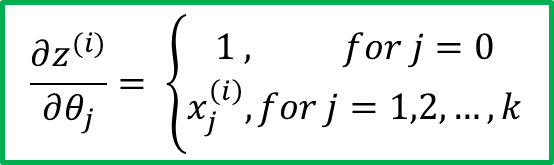 ∂z^(i)/∂θ_j = { 1 , for j = 0
x_j^(i), for j = 1,2, … , k